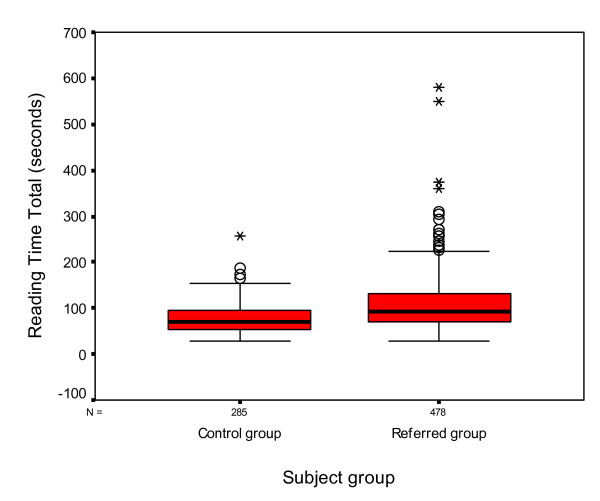 Reading Time Total (seconds)
700
600
500
400
300
200
100
0
-100
N =
285
478
Control group
Referred group
Subject group